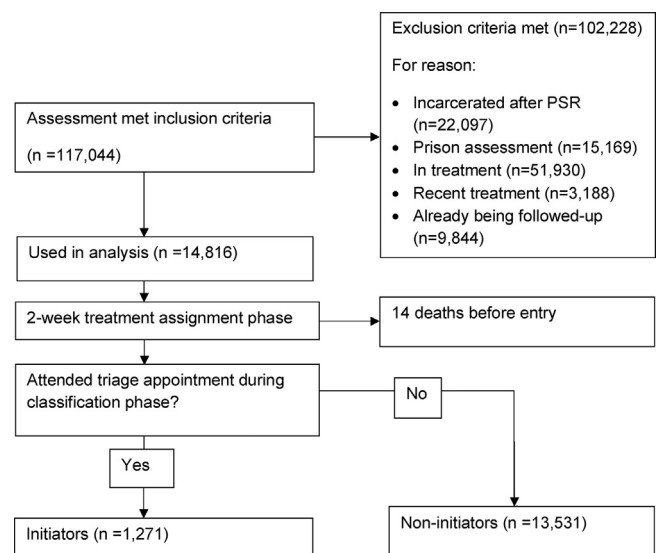 Exclusion criteria met (n=102,228)
For reason:
• Incarcerated after PSR
(n=22,097)
• Prison assessment (n=15,169)
• In treatment (n=51,930)
• Recent treatment (n=3,188)
• Already being followed-up
(n=9,844)
Assessment met inclusion criteria
(n =117,044)
Used in analysis (n =14,816)
2-week treatment assignment phase
14 deaths before entry
Attended triage appointment during
classification phase?
No
Yes
Initiators (n =1,271)
Non-initiators (n =13,531)